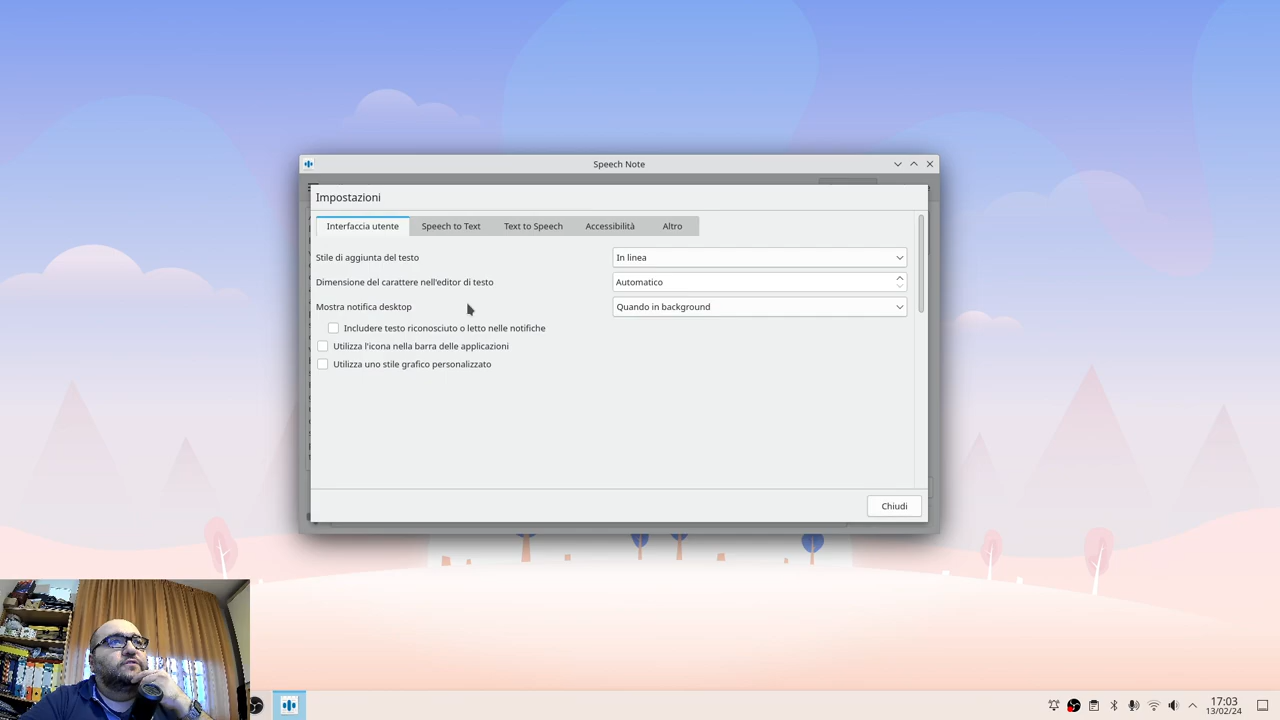 Speech Note
Impostazioni
Interfaccia utente
Speech to Text
Text to Speech
Accessibilità
Altro
Stile di aggiunta del testo
In linea
Dimensione del carattere nell'editor di testo
Automatico
Mostra notifica desktop
Quando in background
Includere testo riconosciuto o letto nelle notifiche
Utilizza l'icona nella barra delle applicazioni
Utilizza uno stile grafico personalizzato
Chiudi
17:03
13/02/24